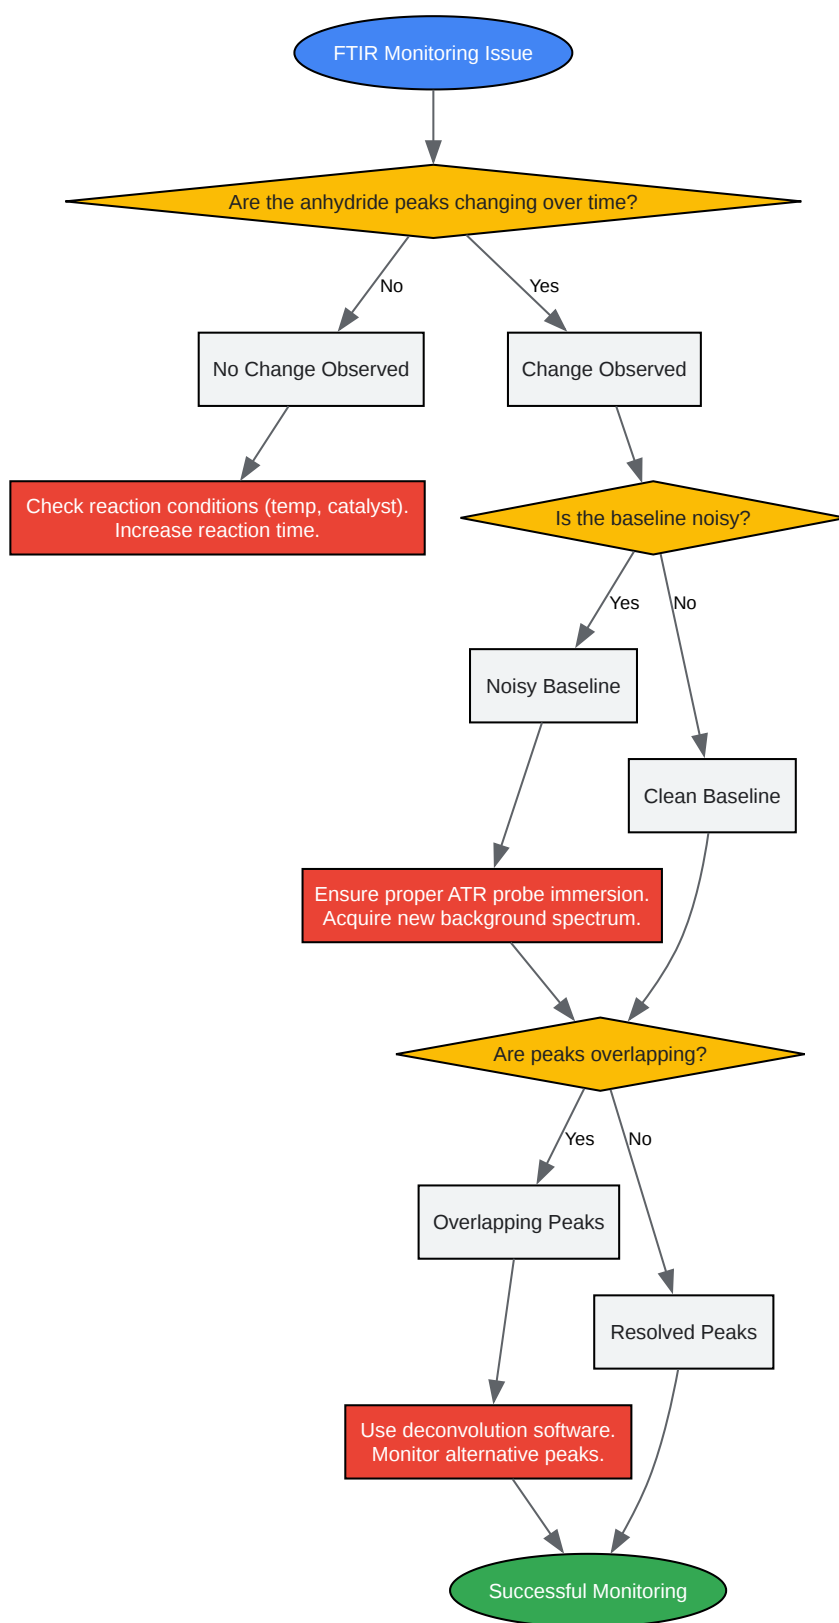 FTIR Monitoring Issue
Are the anhydride peaks changing over time?
No
Yes
No Change Observed
Change Observed
Check reaction conditions (temp, catalyst).
Increase reaction time.
Is the baseline noisy?
Yes
No
Noisy Baseline
Clean Baseline
Ensure proper ATR probe immersion.
Acquire new background spectrum.
Are peaks overlapping?
Yes
No
Overlapping Peaks
Resolved Peaks
Use deconvolution software.
Monitor alternative peaks.
Successful Monitoring